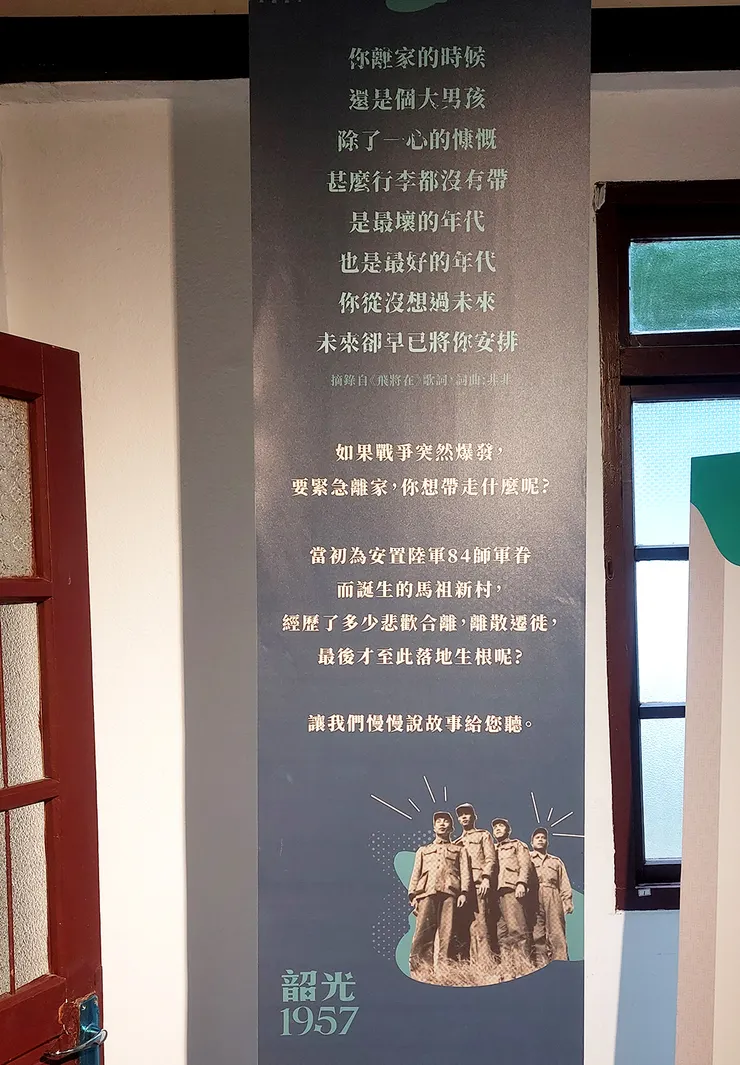 你離家的時候
還是個大男孩
除了一心的慷慨
甚麼行李都沒有帶
是最壞的年代
也是最好的年代
你從沒想過未來
未來卻早已將你安排
摘錄自《飛將在》歌詞，詞曲：非非
如果戰爭突然爆發，
要緊急離家，你想帶走什麼呢？
當初為安置陸軍84師軍眷
而誕生的馬祖新村，
經歷了多少悲歡合離，離散遷徙，
最後才至此落地生根呢？
讓我們慢慢說故事給您聽。
韶光
1957